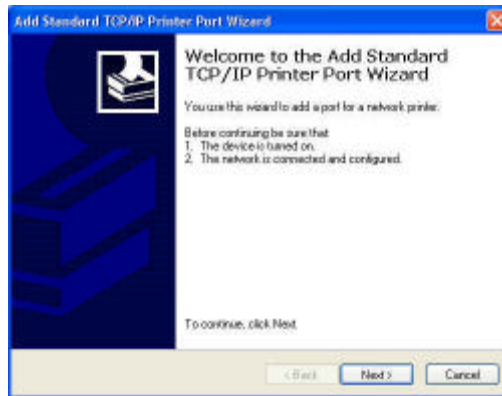 Add Standard TCP/IP Printer Port Wizard
Welcome to the Add Standard
TCP/IP Printer Port Wizard
You use this wizard to add a port for a network printer.
Before continuing be sure that:
1. The device is turned on.
2. The network is connected and configured.
To continue, click Next.
< Back Next > Cancel